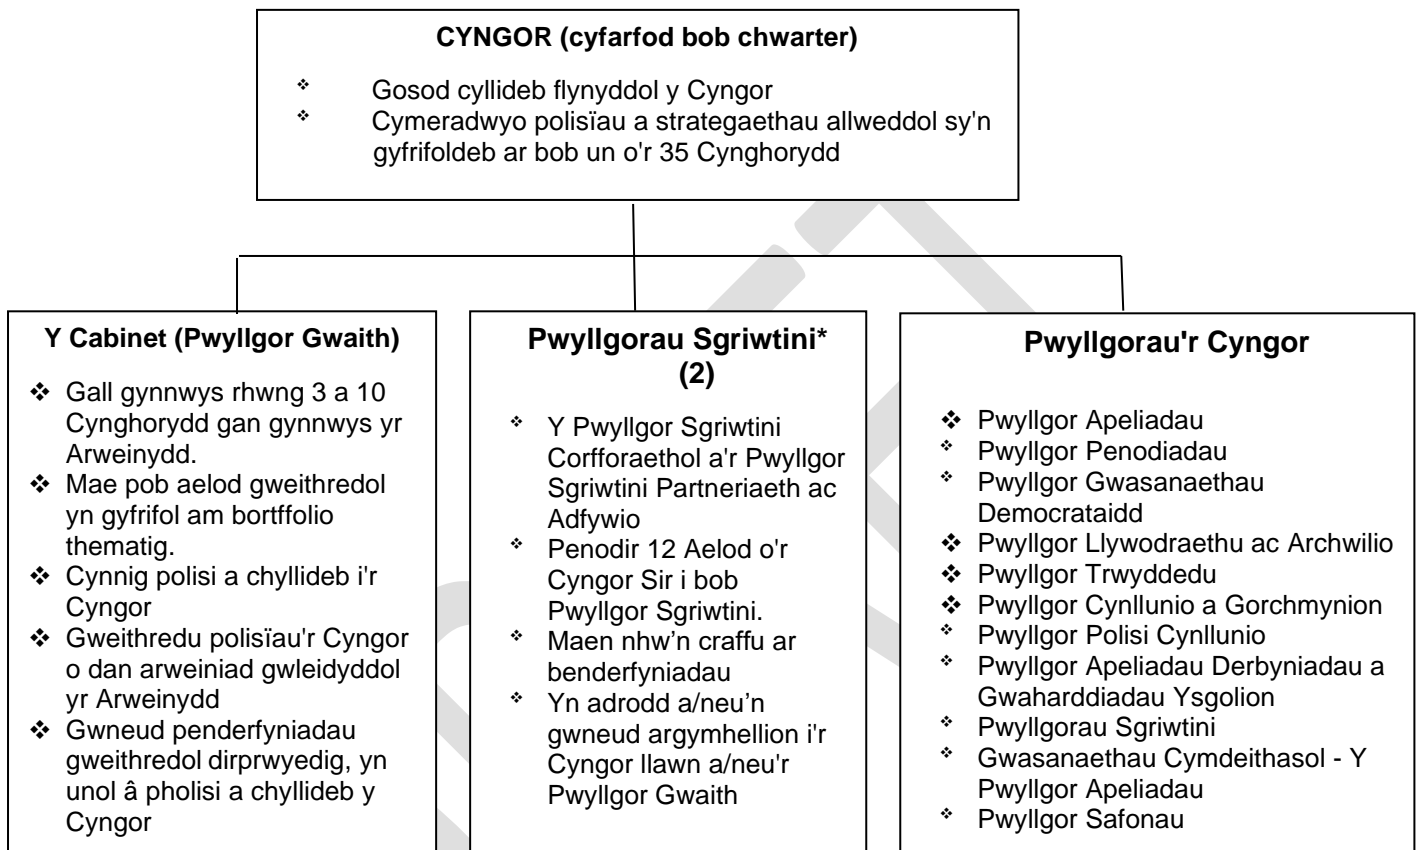 CYNGOR (cyfarfod bob chwarter)
❖ Gosod cyllideb flynyddol y Cyngor
❖ Cymeradwyo polisïau a strategaethau allweddol sy'n
gyfrifoldeb ar bob un o'r 35 Cynghorydd
Y Cabinet (Pwyllgor Gwaith)
❖ Gall gynnwys rhwng 3 a 10
Cynghorydd gan gynnwys yr
Arweinydd.
❖ Mae pob aelod gweithredol
yn gyfrifol am bortffolio
thematig.
❖ Cynnig polisi a chyllideb i'r
Cyngor
❖ Gweithredu polisïau'r Cyngor
o dan arweiniad gwleidyddol
yr Arweinydd
❖ Gwneud penderfyniadau
gweithredol dirprwyedig, yn
unol â pholisi a chyllideb y
Cyngor
Pwyllgorau Sgriwtini*
(2)
❖ Y Pwyllgor Sgriwtini
Corfforaethol a'r Pwyllgor
Sgriwtini Partneriaeth ac
Adfywio
❖ Penodir 12 Aelod o'r
Cyngor Sir i bob
Pwyllgor Sgriwtini.
❖ Maen nhw’n craffu ar
benderfyniadau
❖ Yn adrodd a/neu’n
gwneud argymhellion i'r
Cyngor llawn a/neu'r
Pwyllgor Gwaith
Pwyllgorau'r Cyngor
❖ Pwyllgor Apeliadau
❖ Pwyllgor Penodiadau
❖ Pwyllgor Gwasanaethau
Democrataidd
❖ Pwyllgor Llywodraethu ac Archwilio
❖ Pwyllgor Trwyddedu
❖ Pwyllgor Cynllunio a Gorchmynion
❖ Pwyllgor Polisi Cynllunio
❖ Pwyllgor Apeliadau Derbyniadau a
Gwaharddiadau Ysgolion
❖ Pwyllgorau Sgriwtini
❖ Gwasanaethau Cymdeithasol - Y
Pwyllgor Apeliadau
❖ Pwyllgor Safonau